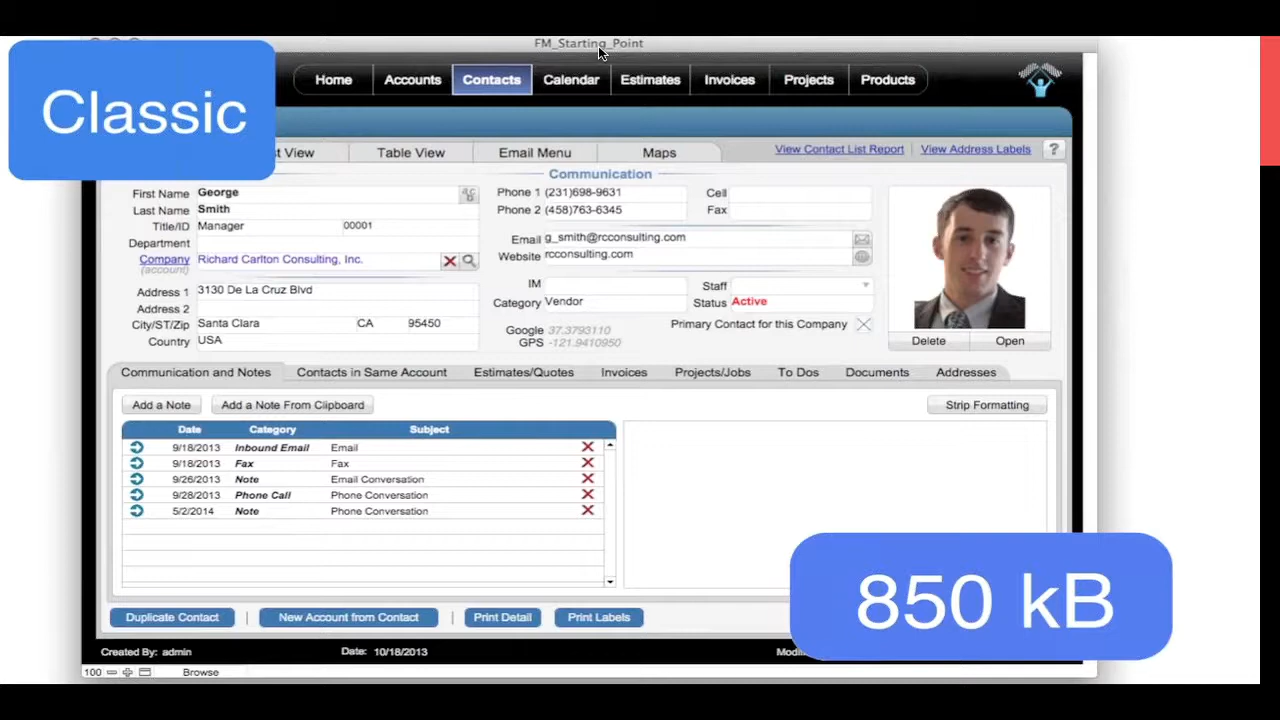 FM_Starting_Point
Classic
Home Accounts Contacts Calendar Estimates Invoices Projects Products
t View Table View Email Menu Maps View Contact List Report View Address Labels ?
Communication
First Name George Phone 1 (231)698-9631 Cell
Last Name Smith Phone 2 (458)763-6345 Fax
Title/ID Manager 00001
Department Email g_smith@rcconsulting.com
Company Richard Carlton Consulting, Inc. Website rcconsulting.com
(account)
IM Staff
Address 1 3130 De La Cruz Blvd Category Vendor Status Active
Address 2
City/ST/Zip Santa Clara CA 95450 Google 37.3793110 Primary Contact for this Company
Country USA GPS -121.9410950 Delete Open
Communication and Notes Contacts in Same Account Estimates/Quotes Invoices Projects/Jobs To Dos Documents Addresses
Add a Note Add a Note From Clipboard Strip Formatting
Date Category Subject
9/18/2013 Inbound Email Email
9/18/2013 Fax Fax
9/26/2013 Note Email Conversation
9/28/2013 Phone Call Phone Conversation
5/2/2014 Note Phone Conversation
850 kB
Duplicate Contact | New Account from Contact | Print Detail | Print Labels
Created By: admin Date: 10/18/2013
100 Browse